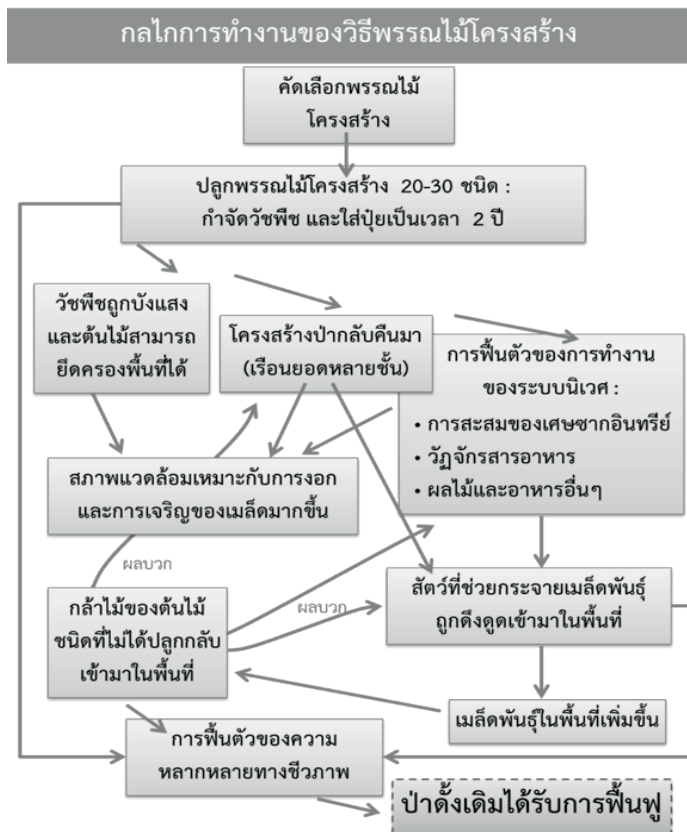 กลไกการทำงานของวิธีพรรณไม้โครงสร้าง
คัดเลือกพรรณไม้
โครงสร้าง
ปลูกพรรณไม้โครงสร้าง 20-30 ชนิด :
กำจัดวัชพืช และใส่ปุ๋ยเป็นเวลา 2 ปี
วัชพืชถูกบังแสง
และต้นไม้สามารถ
ยึดครองพื้นที่ได้
โครงสร้างป่ากลับคืนมา
(เรือนยอดหลายชั้น)
การฟื้นตัวของการทำงาน
ของระบบนิเวศ :
• การสะสมของเศษซากอินทรีย์
• วัฏจักรสารอาหาร
• ผลไม้และอาหารอื่นๆ
สภาพแวดล้อมเหมาะกับการงอก
และการเจริญของเมล็ดมากขึ้น
ผลบวก
กล้าไม้ของต้นไม้
ชนิดที่ไม่ได้ปลูกกลับ
เข้ามาในพื้นที่
ผลบวก
สัตว์ที่ช่วยกระจายเมล็ดพันธุ์
ถูกดึงดูดเข้ามาในพื้นที่
เมล็ดพันธุ์ในพื้นที่เพิ่มขึ้น
การฟื้นตัวของความ
หลากหลายทางชีวภาพ
ป่าดั้งเดิมได้รับการฟื้นฟู